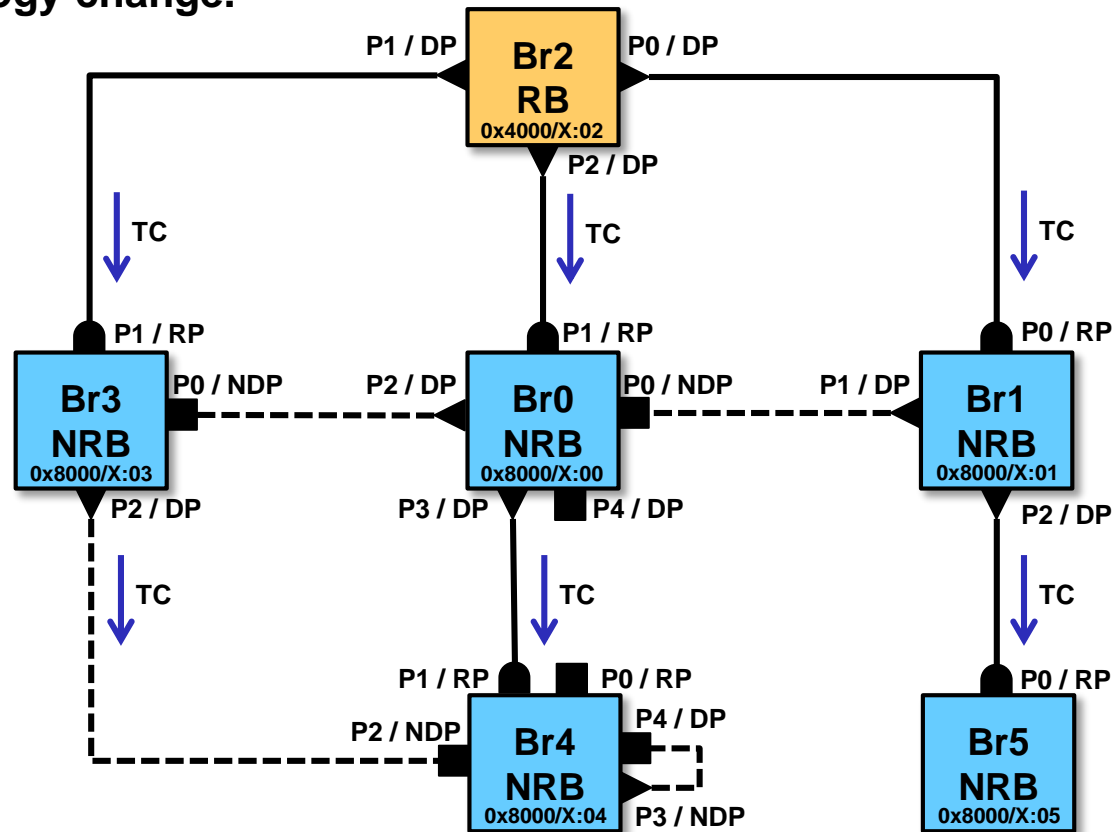 ogy change.
P1 / DP
Br2
RB
0x4000/X:02
P0 / DP
P2 / DP
TC
TC
TC
P1 / RP
P1 / RP
P0 / RP
Br3
NRB
0x8000/X:03
P0 / NDP
P2 / DP
Br0
NRB
0x8000/X:00
P0 / NDP
P1 / DP
Br1
NRB
0x8000/X:01
P2 / DP
P3 / DP
P4 / DP
P2 / DP
TC
TC
TC
P1 / RP
P0 / RP
P0 / RP
P2 / NDP
Br4
NRB
0x8000/X:04
P4 / DP
P3 / NDP
Br5
NRB
0x8000/X:05